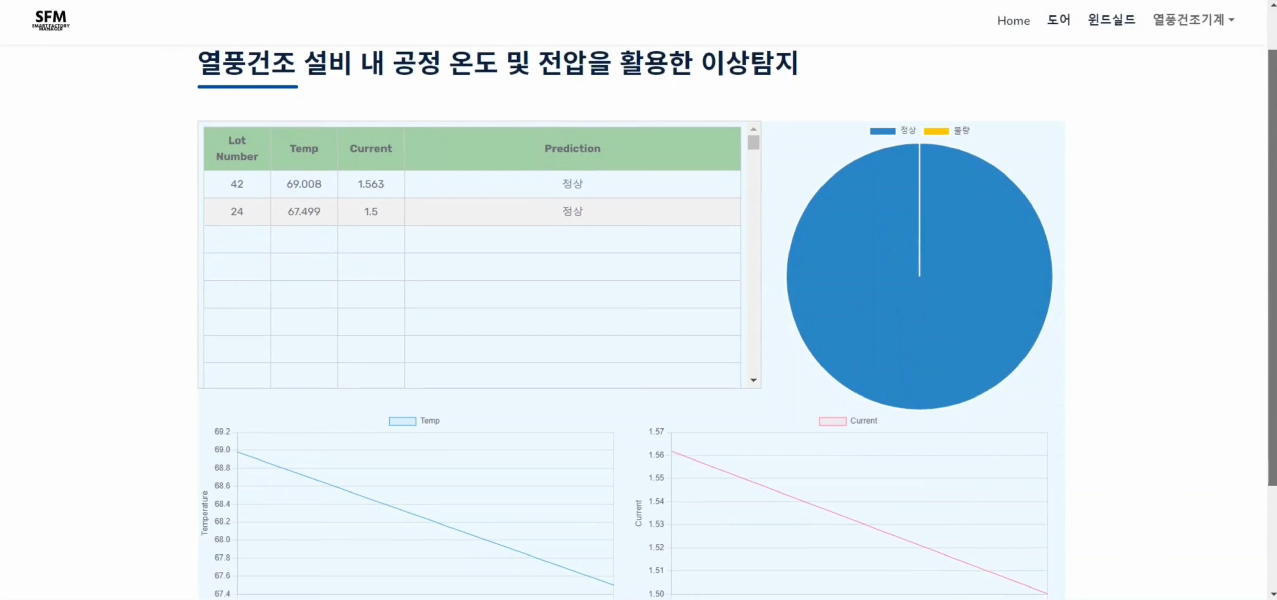 SFM
SMART FACTORY
MANAGER
Home 도어 윈드실드 열풍건조기계
열풍건조 설비 내 공정 온도 및 전압을 활용한 이상탐지
Lot Number Temp Current Prediction
42 69.008 1.563 정상
24 67.499 1.5 정상
정상 불량
Temp
Temperature
69.2
69.0
68.8
68.6
68.4
68.2
68.0
67.8
67.6
67.4
Current
Current
1.57
1.56
1.55
1.54
1.53
1.52
1.51
1.50